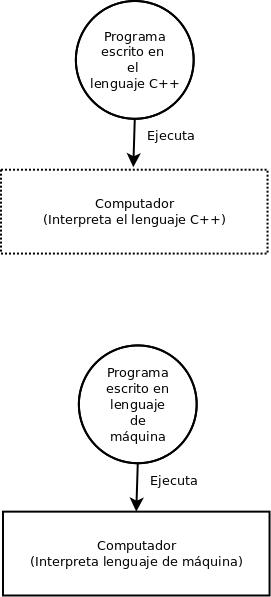 Programa
escrito en
el
lenguaje C++
Ejecuta
Computador
(Interpreta el lenguaje C++)
Programa
escrito en
lenguaje
de
máquina
Ejecuta
Computador
(Interpreta lenguaje de máquina)